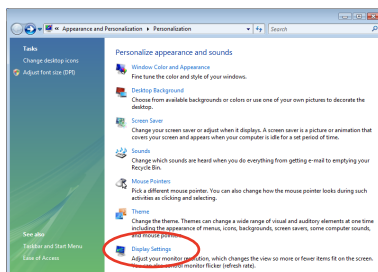 « Appearance and Personalization ▸ Personalization
Search
Tasks
Change desktop icons
Adjust font size (DPI)
See also
Taskbar and Start Menu
Ease of Access
Personalize appearance and sounds
Window Color and Appearance
Fine tune the color and style of your windows.
Desktop Background
Choose from available backgrounds or colors or use one of your own pictures to decorate the
desktop.
Screen Saver
Change your screen saver or adjust when it displays. A screen saver is a picture or animation that
covers your screen and appears when your computer is idle for a set period of time.
Sounds
Change which sounds are heard when you do everything from getting e-mail to emptying your
Recycle Bin.
Mouse Pointers
Pick a different mouse pointer. You can also change how the mouse pointer looks during such
activities as clicking and selecting.
Theme
Change the theme. Themes can change a wide range of visual and auditory elements at one time
including the appearance of menus, icons, backgrounds, screen savers, some computer sounds,
and mouse pointers.
Display Settings
Adjust your monitor resolution, which changes the view so more or fewer items fit on the screen.
You can also control monitor flicker (refresh rate).